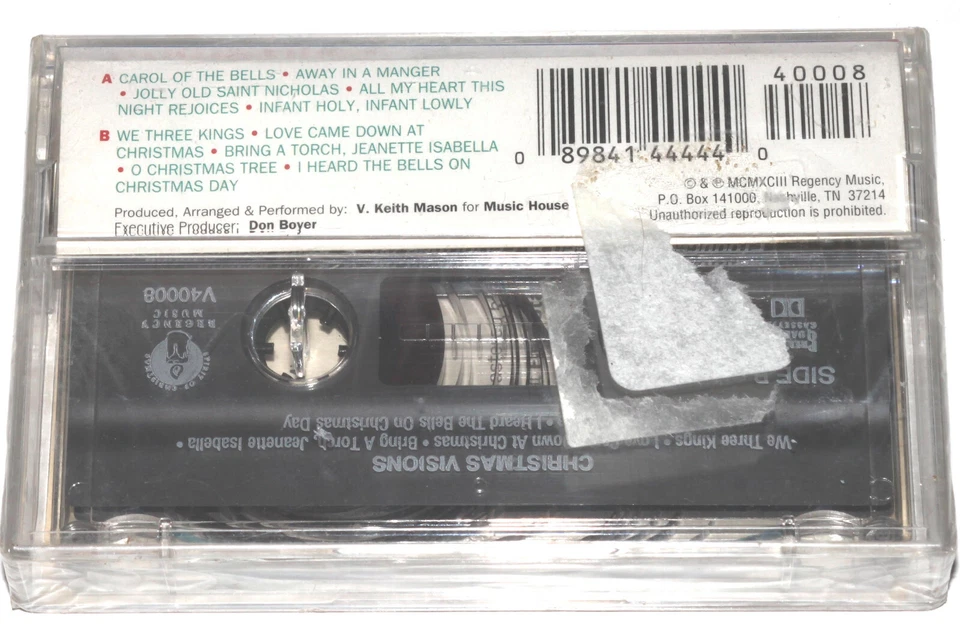 A CAROL OF THE BELLS • AWAY IN A MANGER
• JOLLY OLD SAINT NICHOLAS • ALL MY HEART THIS
NIGHT REJOICES • INFANT HOLY, INFANT LOWLY
B WE THREE KINGS • LOVE CAME DOWN AT
CHRISTMAS • BRING A TORCH, JEANETTE ISABELLA
• O CHRISTMAS TREE • I HEARD THE BELLS ON
CHRISTMAS DAY
Produced, Arranged & Performed by: V. Keith Mason for Music House
Executive Producer: Don Boyer
40008
0 89841 44444 0
© & ℗ MCMXCIII Regency Music,
P.O. Box 141000, Nashville, TN 37214
Unauthorized reproduction is prohibited.
CHRISTMAS VISIONS
We Three Kings • Love own At Christmas • Bring A Torch, Jeanette Isabella •
• I Heard The Bells On Christmas Day
SIDE
REGENCY
MUSIC
V40008